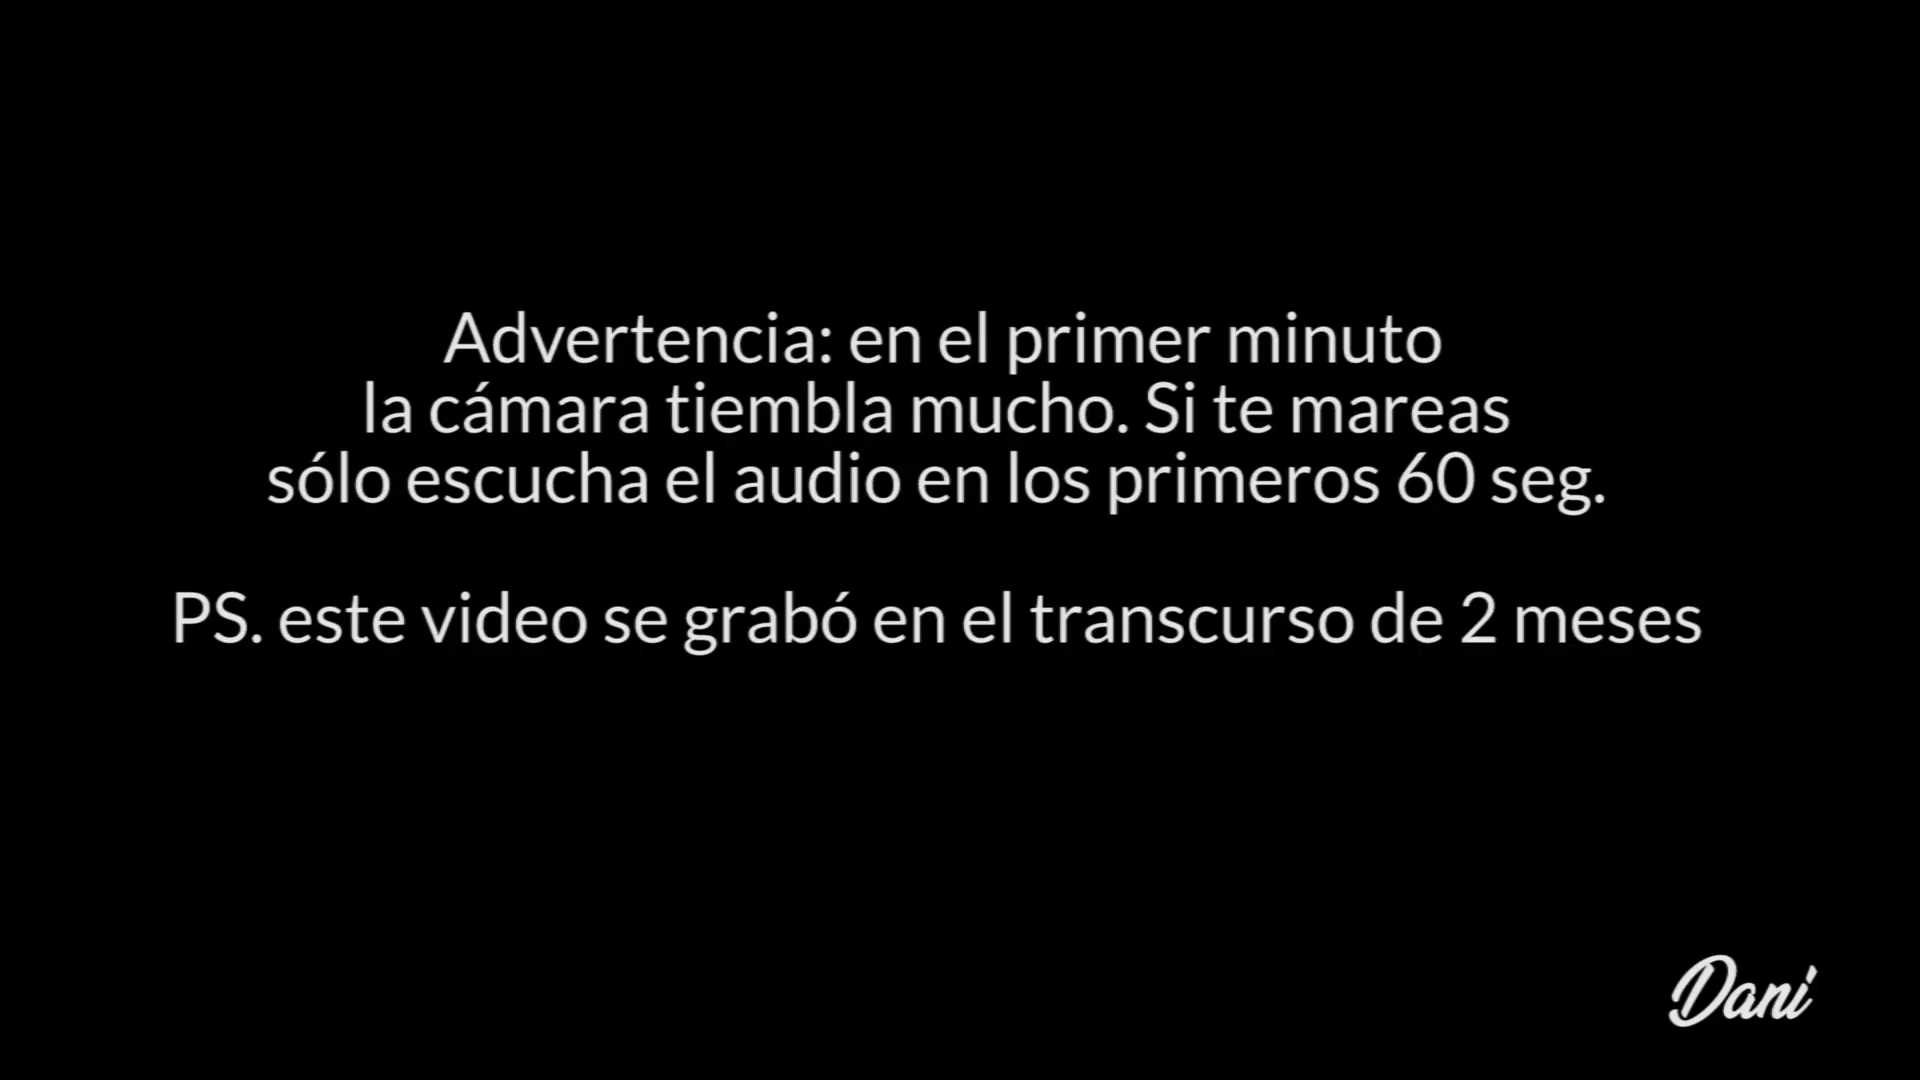 Advertencia: en el primer minuto
la cámara tiembla mucho. Si te mareas
sólo escucha el audio en los primeros 60 seg.
PS. este video se grabó en el transcurso de 2 meses
Dani